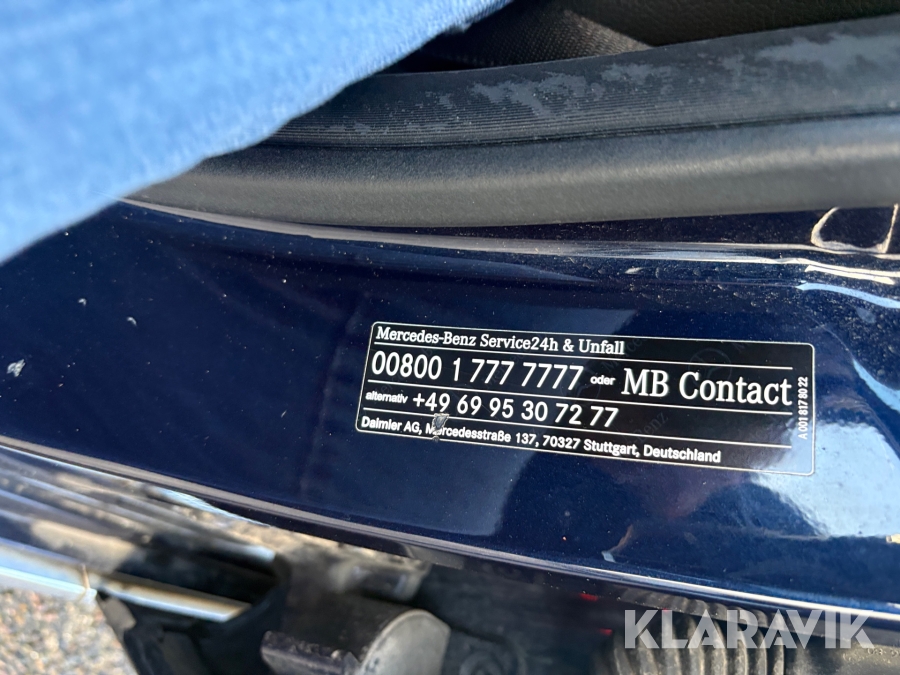 Mercedes-Benz Service24h & Unfall
00800 1 777 7777 oder MB Contact
alternativ +49 69 95 30 72 77
Daimler AG, Mercedesstraße 137, 70327 Stuttgart, Deutschland
A 001 817 80 22
KLARAVIK